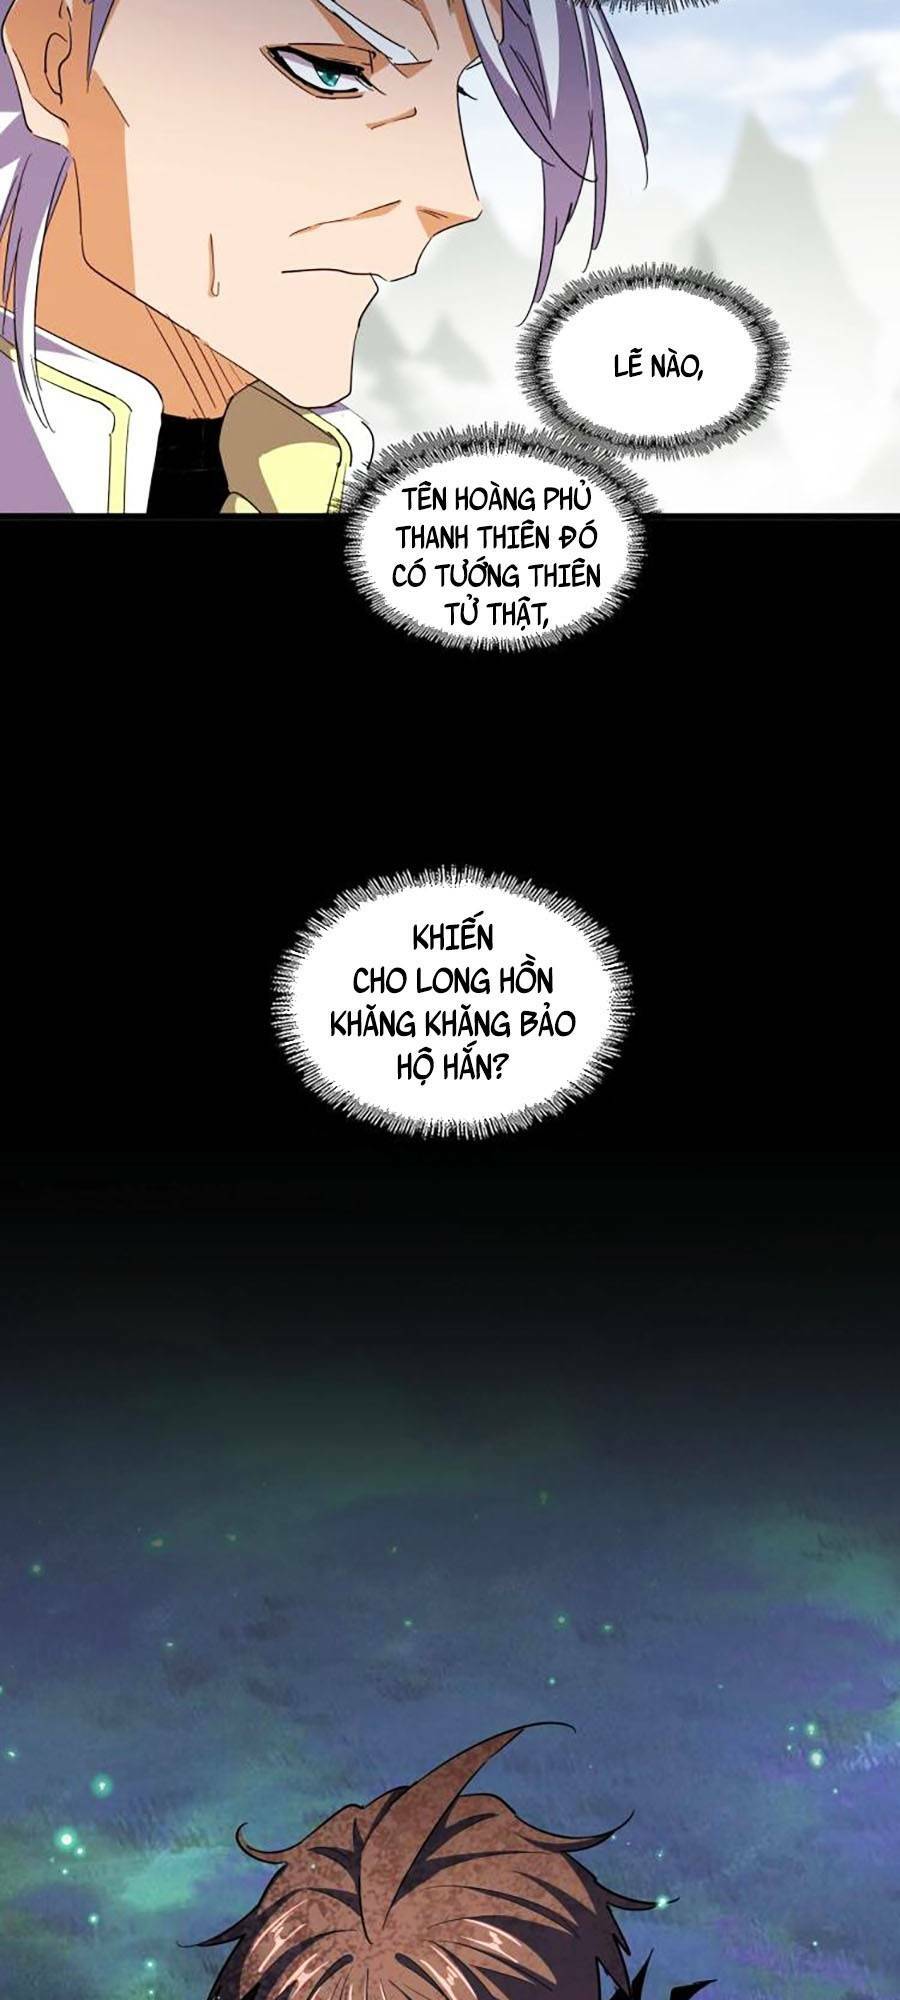 LẼ NÀO,
TÊN HOÀNG PHỦ
THANH THIÊN ĐÓ
CÓ TƯỚNG THIÊN
TỬ THẬT,
KHIẾN
CHO LONG HỒN
KHĂNG KHĂNG BẢO
HỘ HẮN?